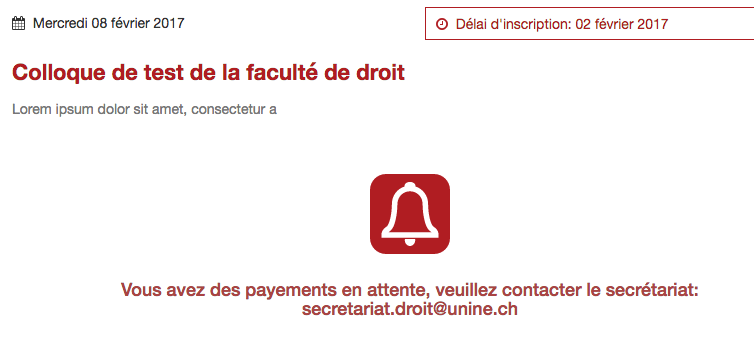 Mercredi 08 février 2017
Délai d'inscription: 02 février 2017
Colloque de test de la faculté de droit
Lorem ipsum dolor sit amet, consectetur a
Vous avez des payements en attente, veuillez contacter le secrétariat:
secretariat.droit@unine.ch